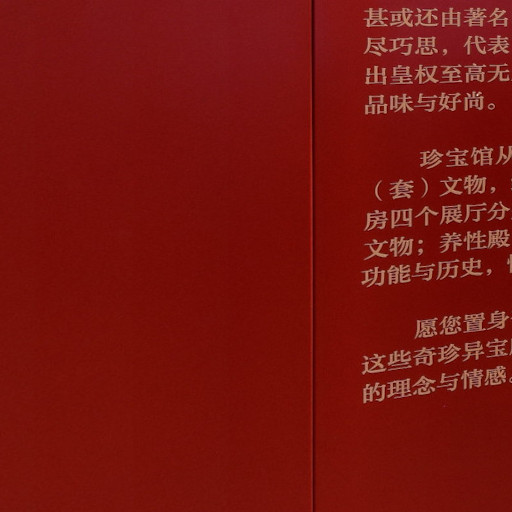 甚或还由著名
尽巧思，代表
出皇权至高无
品味与好尚。
珍宝馆从
（套）文物，
房四个展厅分
文物；养性殿
功能与历史，
愿您置身
这些奇珍异宝
的理念与情感。